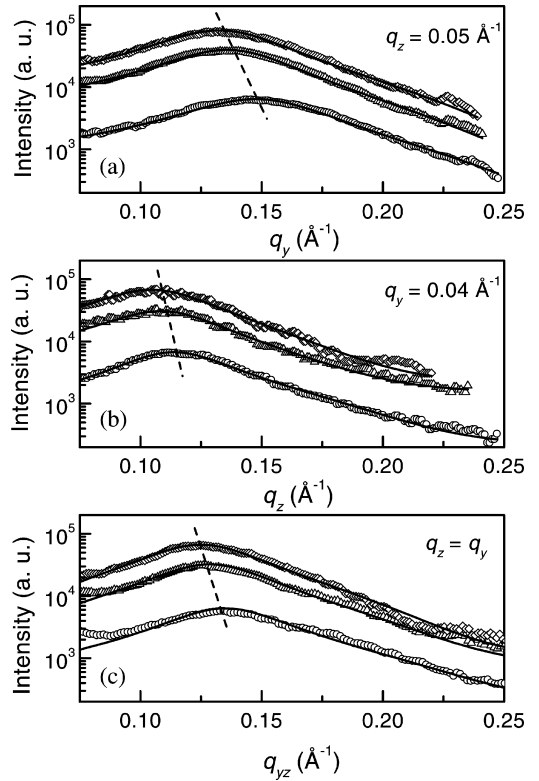 10⁵
10⁴
10³
Intensity (a. u.)
q_z = 0.05 Å⁻¹
(a)
0.10 0.15 0.20 0.25
q_y (Å⁻¹)
10⁵
10⁴
10³
Intensity (a. u.)
q_y = 0.04 Å⁻¹
(b)
0.10 0.15 0.20 0.25
q_z (Å⁻¹)
10⁵
10⁴
10³
Intensity (a. u.)
q_z = q_y
(c)
0.10 0.15 0.20 0.25
q_yz (Å⁻¹)